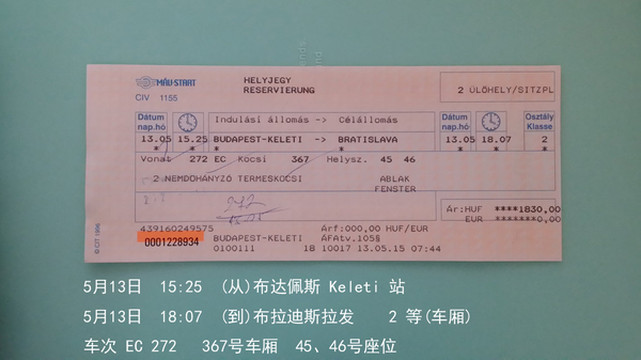 MÁV-START
HELYJEGY
RESERVIERUNG
2 ÜLŐHELY/SITZPL
CIV 1155
Dátum
nap.hó
Indulási állomás -> Célállomás
Dátum
nap.hó
Osztály
Klasse
13.05 15.25 BUDAPEST-KELETI -> BRATISLAVA 13.05 18.07 2
* * * * * * *
Vonat 272 EC Kocsi 367 Helysz. 45 46
2 NEMDOHÁNYZÓ TERMESKOCSI ABLAK
FENSTER
272
Ár: HUF ****1830,00
EUR ******0,00
439160249575 Árf:000,00 HUF/EUR
0001228934 BUDAPEST-KELETI ÁFAtv.105§
0100111 18 10017 13.05.15 07:44
© CIT 1996
5月13日 15:25 (从)布达佩斯 Keleti 站
5月13日 18:07 (到)布拉迪斯拉发 2 等(车厢)
车次 EC 272 367号车厢 45、46号座位